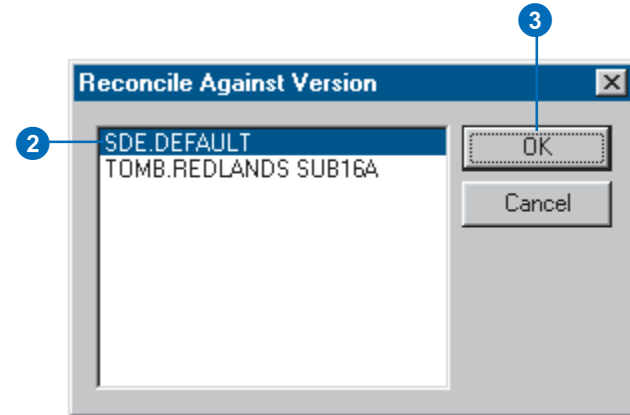 3
Reconcile Against Version
2
SDE.DEFAULT
TOMB.REDLANDS SUB16A
OK
Cancel